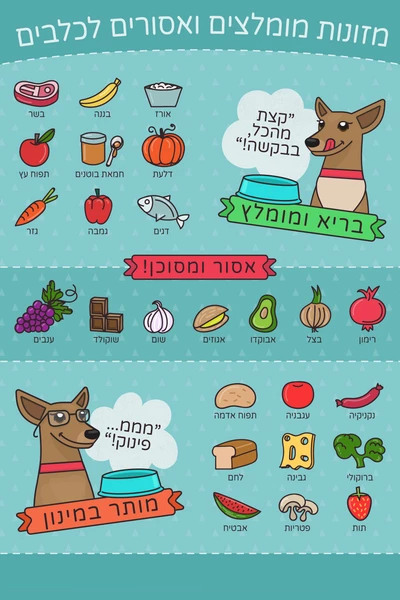 מזונות מומלצים ואסורים לכלבים
"קצת
מהכל,
בבקשה!"
בריא ומומלץ
אורז
בננה
בשר
דלעת
חמאת בוטנים
תפוח עץ
דגים
גמבה
גזר
אסור ומסוכן!
רימון
בצל
אבוקדו
אגוזים
שום
שוקולד
ענבים
"מממ...
פינוק!"
מותר במינון
נקניקיה
עגבניה
תפוח אדמה
ברוקולי
גבינה
לחם
תות
פטריות
אבטיח